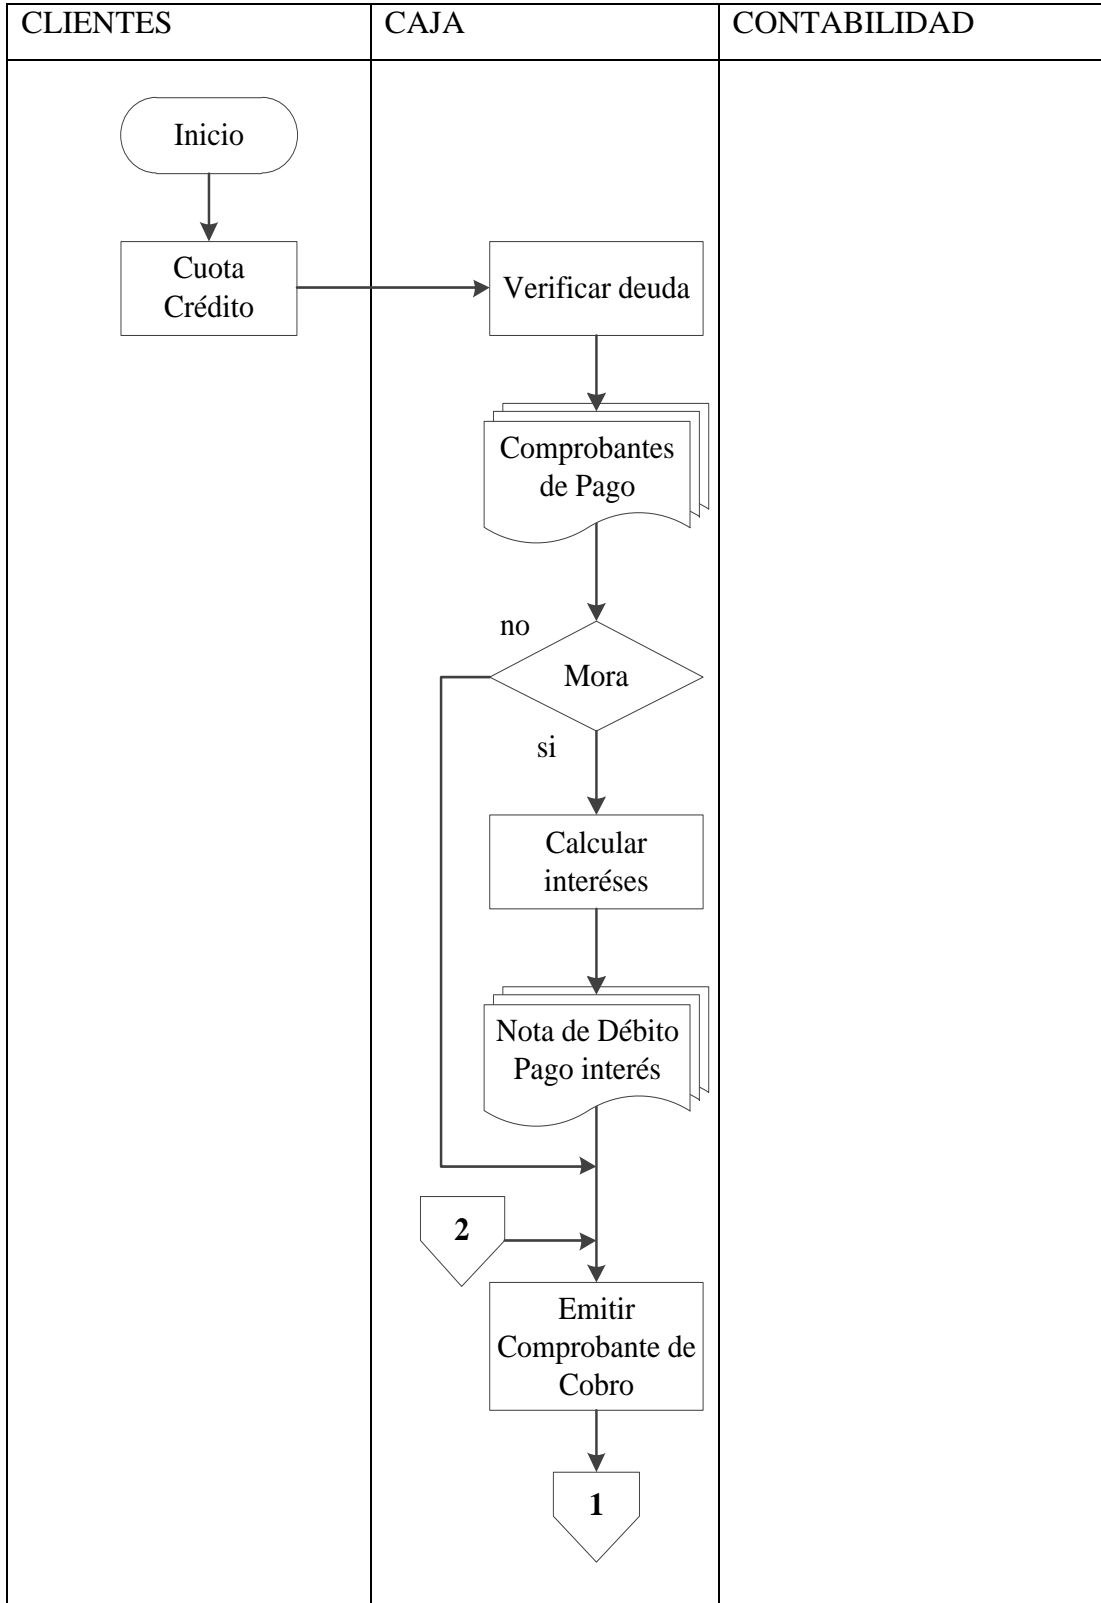 CLIENTES
CAJA
CONTABILIDAD
Inicio
Cuota
Crédito
Verificar deuda
Comprobantes
de Pago
no
Mora
si
Calcular
interéses
Nota de Débito
Pago interés
2
Emitir
Comprobante de
Cobro
1